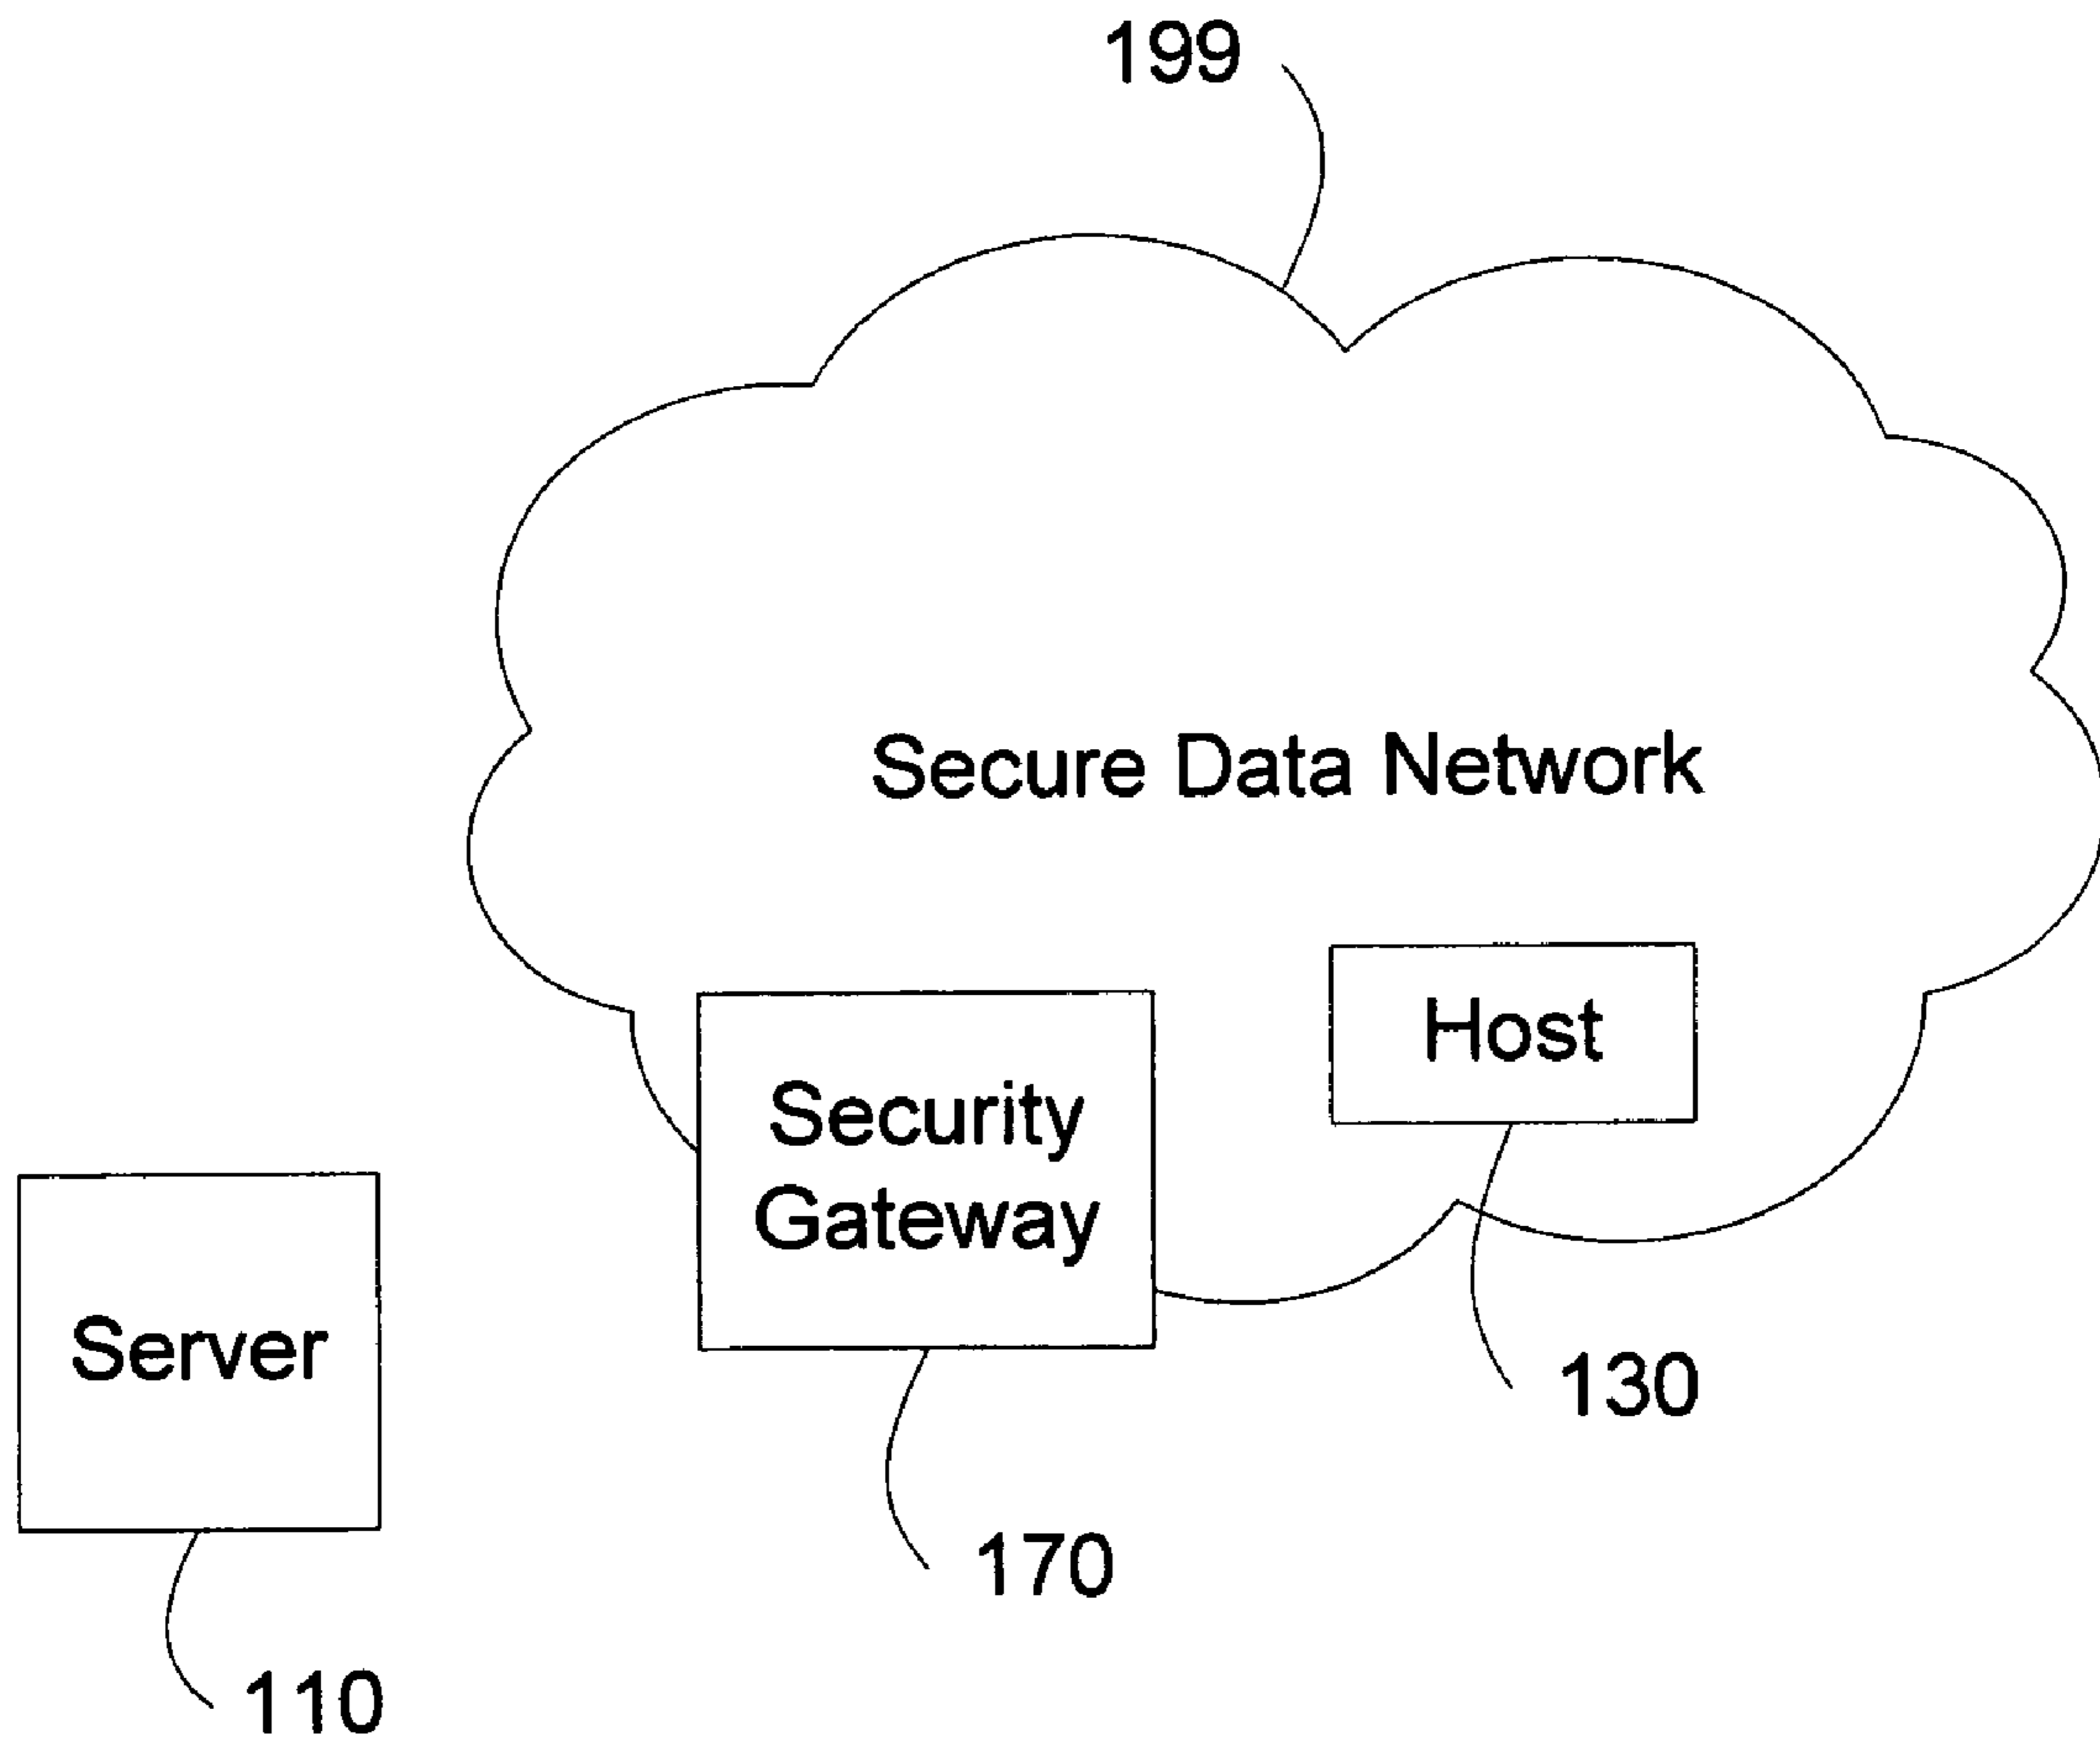 199
Secure Data Network
Host
Security
Gateway
Server
130
170
110